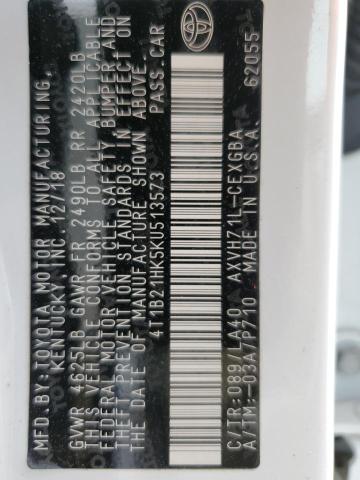 MFD.BY:TOYOTA MOTOR MANUFACTURING,
KENTUCKY, INC. 12/18
GVWR 4625LB GAWR FR 2490LB RR 2420LB
THIS VEHICLE CONFORMS TO ALL APPLICABLE
FEDERAL MOTOR VEHICLE SAFETY, BUMPER, AND
THEFT PREVENTION STANDARDS IN EFFECT ON
THE DATE OF MANUFACTURE SHOWN ABOVE.
4T1B21HK5KU513573 PASS.CAR
C/TR:089/LA40 AXVH71L-CEXGBA
A/TM:-03A/P710 MADE IN U.S.A. 62055